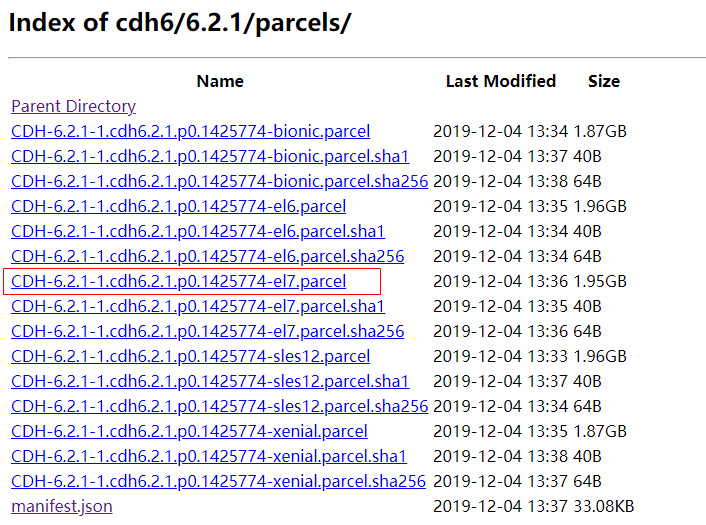 Index of cdh6/6.2.1/parcels/
Name Last Modified Size
Parent Directory
CDH-6.2.1-1.cdh6.2.1.p0.1425774-bionic.parcel 2019-12-04 13:34 1.87GB
CDH-6.2.1-1.cdh6.2.1.p0.1425774-bionic.parcel.sha1 2019-12-04 13:37 40B
CDH-6.2.1-1.cdh6.2.1.p0.1425774-bionic.parcel.sha256 2019-12-04 13:38 64B
CDH-6.2.1-1.cdh6.2.1.p0.1425774-el6.parcel 2019-12-04 13:35 1.96GB
CDH-6.2.1-1.cdh6.2.1.p0.1425774-el6.parcel.sha1 2019-12-04 13:34 40B
CDH-6.2.1-1.cdh6.2.1.p0.1425774-el6.parcel.sha256 2019-12-04 13:34 64B
CDH-6.2.1-1.cdh6.2.1.p0.1425774-el7.parcel 2019-12-04 13:36 1.95GB
CDH-6.2.1-1.cdh6.2.1.p0.1425774-el7.parcel.sha1 2019-12-04 13:35 40B
CDH-6.2.1-1.cdh6.2.1.p0.1425774-el7.parcel.sha256 2019-12-04 13:36 64B
CDH-6.2.1-1.cdh6.2.1.p0.1425774-sles12.parcel 2019-12-04 13:33 1.96GB
CDH-6.2.1-1.cdh6.2.1.p0.1425774-sles12.parcel.sha1 2019-12-04 13:37 40B
CDH-6.2.1-1.cdh6.2.1.p0.1425774-sles12.parcel.sha256 2019-12-04 13:34 64B
CDH-6.2.1-1.cdh6.2.1.p0.1425774-xenial.parcel 2019-12-04 13:35 1.87GB
CDH-6.2.1-1.cdh6.2.1.p0.1425774-xenial.parcel.sha1 2019-12-04 13:38 40B
CDH-6.2.1-1.cdh6.2.1.p0.1425774-xenial.parcel.sha256 2019-12-04 13:37 64B
manifest.json 2019-12-04 13:37 33.08KB